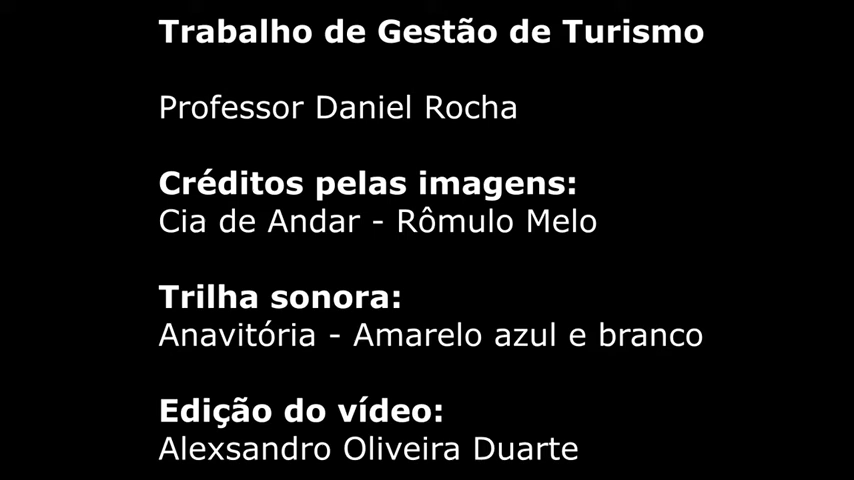 Trabalho de Gestão de Turismo
Professor Daniel Rocha
Créditos pelas imagens:
Cia de Andar - Rômulo Melo
Trilha sonora:
Anavitória - Amarelo azul e branco
Edição do vídeo:
Alexsandro Oliveira Duarte